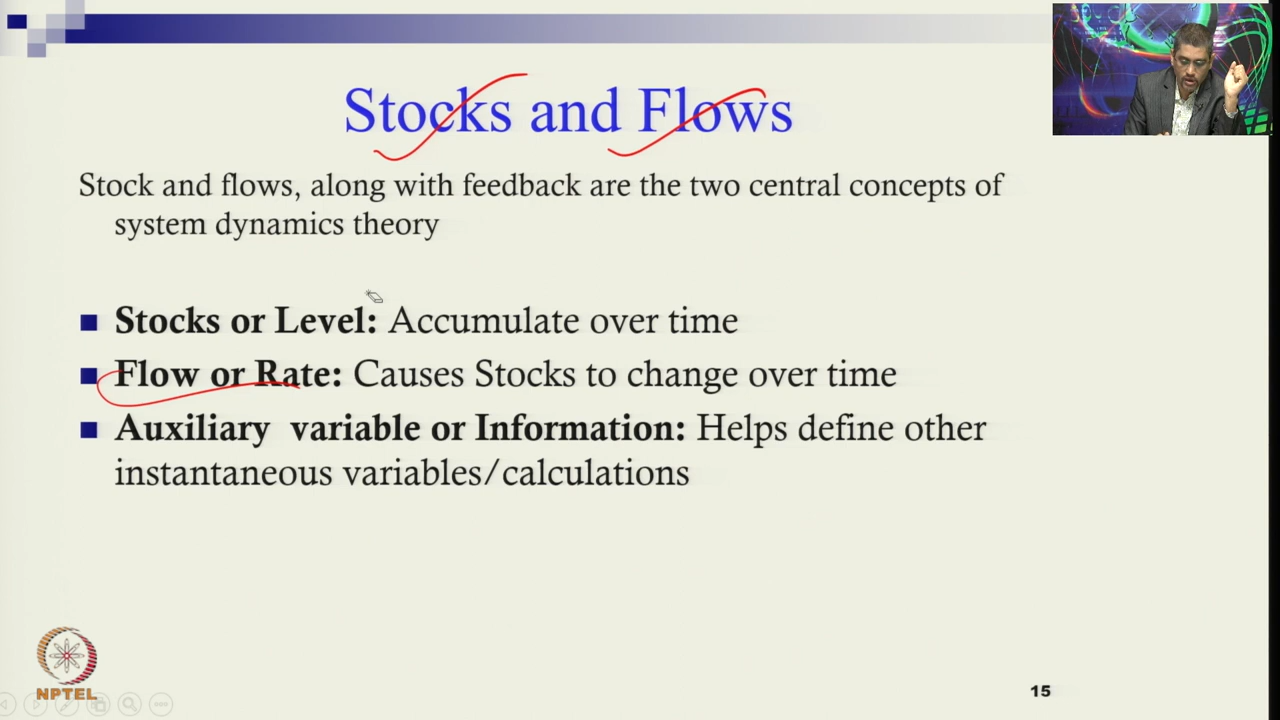 Stocks and Flows
Stock and flows, along with feedback are the two central concepts of
system dynamics theory
Stocks or Level: Accumulate over time
Flow or Rate: Causes Stocks to change over time
Auxiliary variable or Information: Helps define other
instantaneous variables/calculations
NPTEL
15